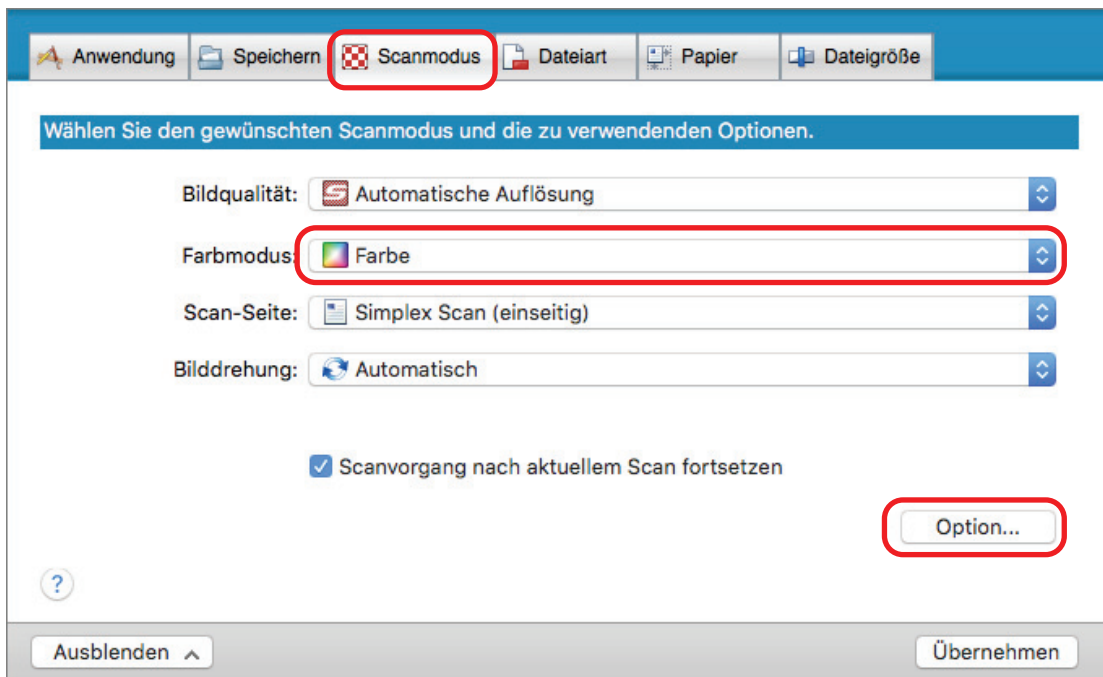 Anwendung Speichern Scanmodus Dateiart Papier Dateigröße
Wählen Sie den gewünschten Scanmodus und die zu verwendenden Optionen.
Bildqualität: Automatische Auflösung
Farbmodus: Farbe
Scan-Seite: Simplex Scan (einseitig)
Bilddrehung: Automatisch
Scanvorgang nach aktuellem Scan fortsetzen
Option...
?
Ausblenden Übernehmen